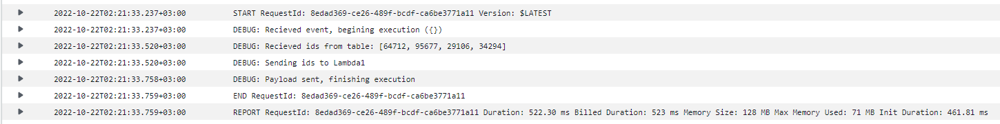 2022-10-22T02:21:33.237+03:00 START RequestId: 8edad369-ce26-489f-bcdf-ca6be3771a11 Version: $LATEST
2022-10-22T02:21:33.237+03:00 DEBUG: Recieved event, begining execution ({})
2022-10-22T02:21:33.520+03:00 DEBUG: Recieved ids from table: [64712, 95677, 29106, 34294]
2022-10-22T02:21:33.520+03:00 DEBUG: Sending ids to Lambda1
2022-10-22T02:21:33.758+03:00 DEBUG: Payload sent, finishing execution
2022-10-22T02:21:33.759+03:00 END RequestId: 8edad369-ce26-489f-bcdf-ca6be3771a11
2022-10-22T02:21:33.759+03:00 REPORT RequestId: 8edad369-ce26-489f-bcdf-ca6be3771a11 Duration: 522.30 ms Billed Duration: 523 ms Memory Size: 128 MB Max Memory Used: 71 MB Init Duration: 461.81 ms